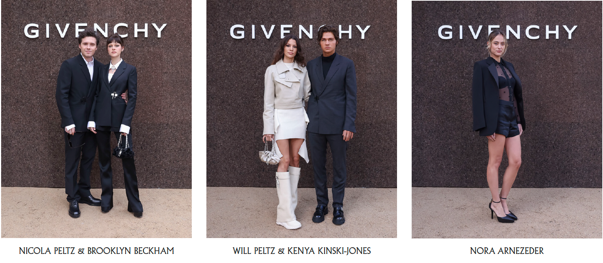 GIVENCHY
GIVENCHY
GIVENCHY
NICOLA PELTZ & BROOKLYN BECKHAM
WILL PELTZ & KENYA KINSKI-JONES
NORA ARNEZEDER